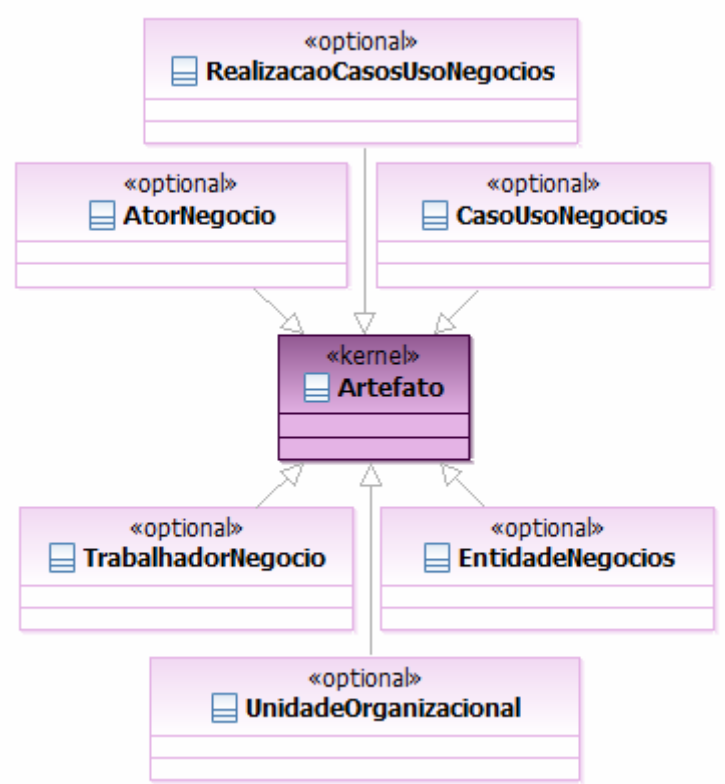 «optional»
RealizacaoCasosUsoNegocios
«optional»
AtorNegocio
«optional»
CasoUsoNegocios
«kernel»
Artefato
«optional»
TrabalhadorNegocio
«optional»
EntidadeNegocios
«optional»
UnidadeOrganizacional